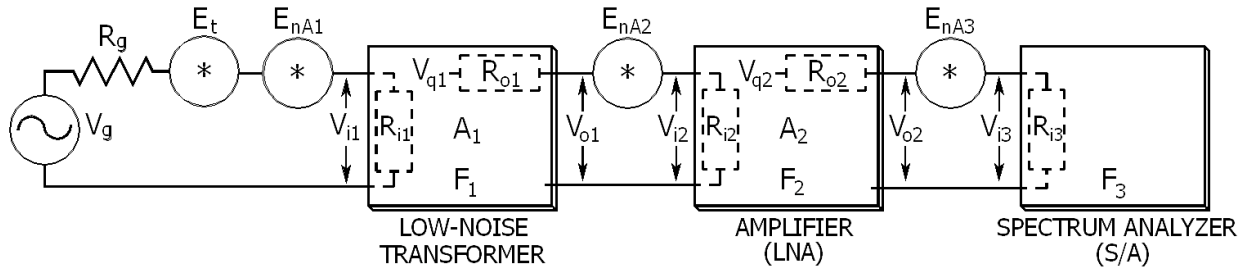 Rg
Et
EnA1
EnA2
EnA3
Vg
Vi1
Ri1
Vq1
Ro1
A1
F1
Vo1
Vi2
Ri2
Vq2
Ro2
A2
F2
Vo2
Vi3
Ri3
F3
*
*
*
*
LOW-NOISE
TRANSFORMER
AMPLIFIER
(LNA)
SPECTRUM ANALYZER
(S/A)